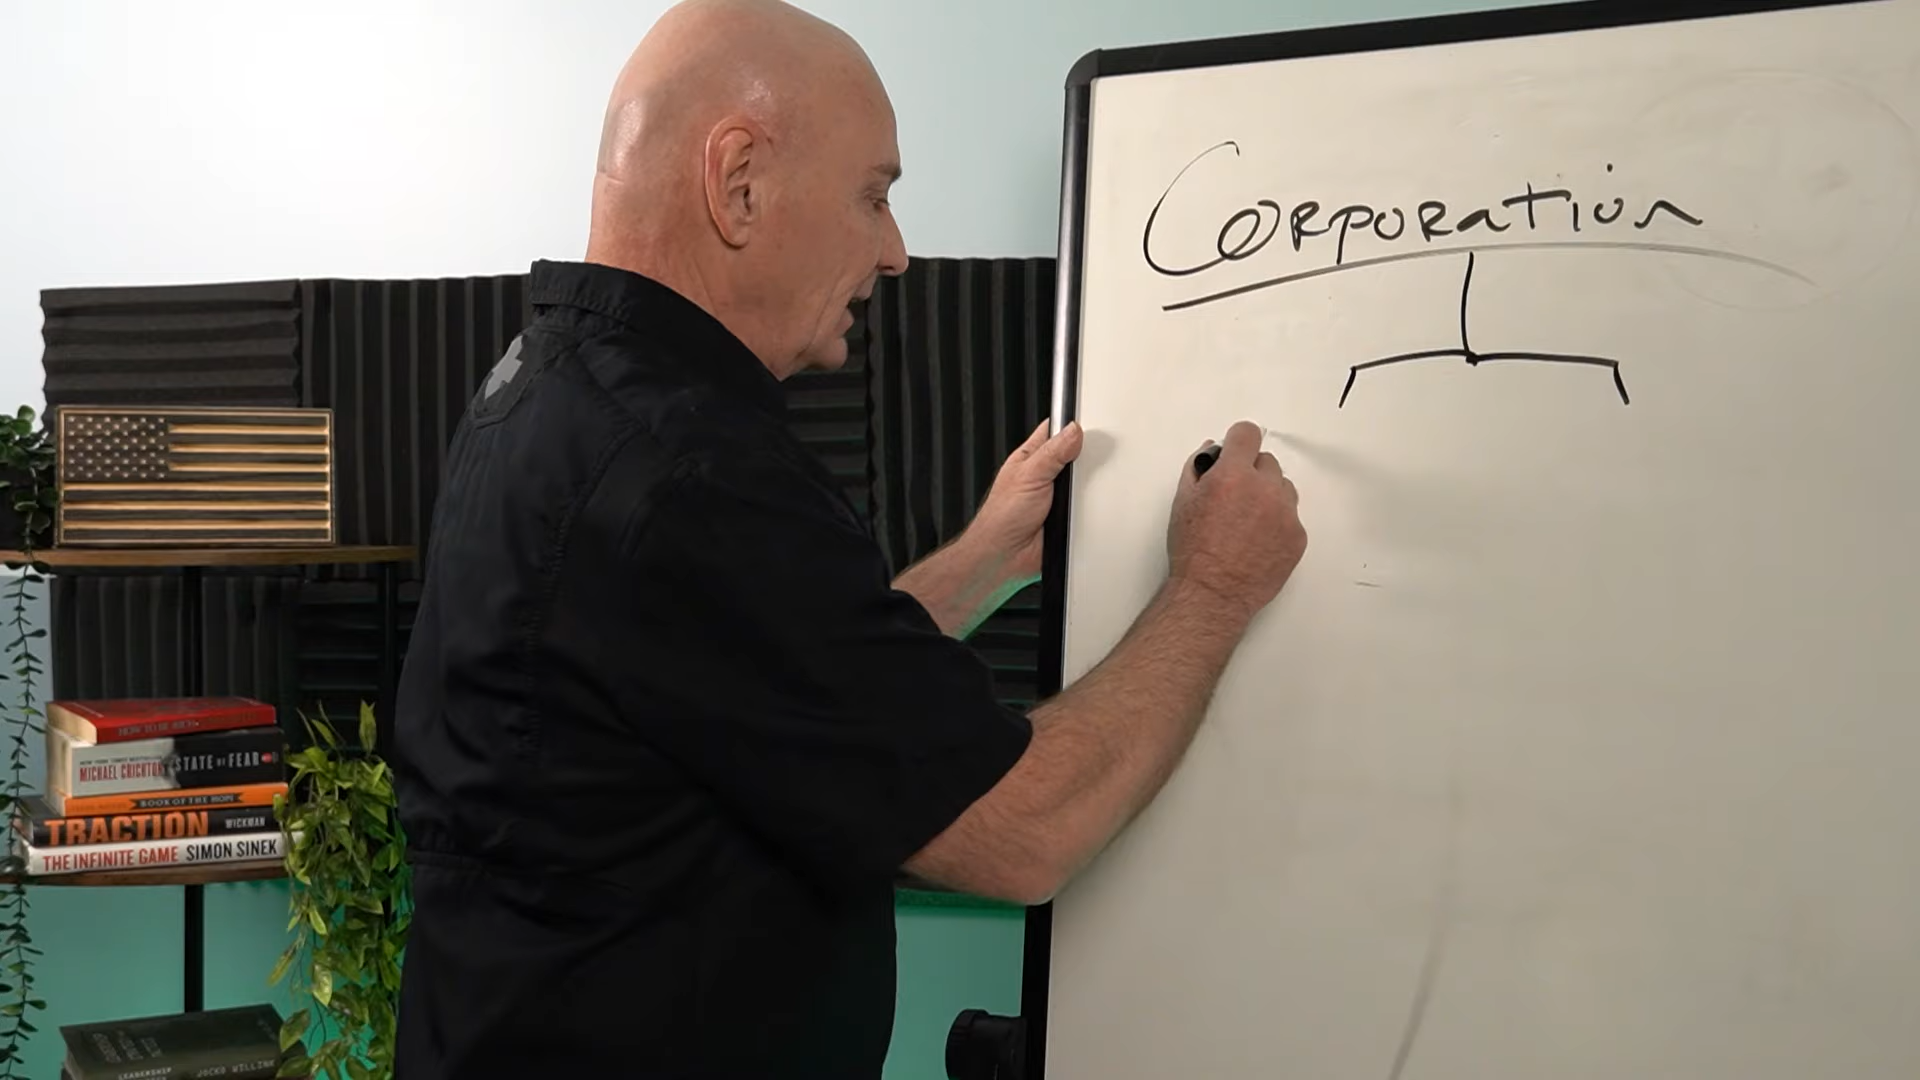 Corporation
HOW TO BE RICH
NEW YORK TIMES BESTSELLER
MICHAEL CRICHTON STATE OF FEAR
BOOK OF THE HOPI
TRACTION WICKMAN
THE INFINITE GAME SIMON SINEK
LEADERSHIP
JOCKO WILLINK